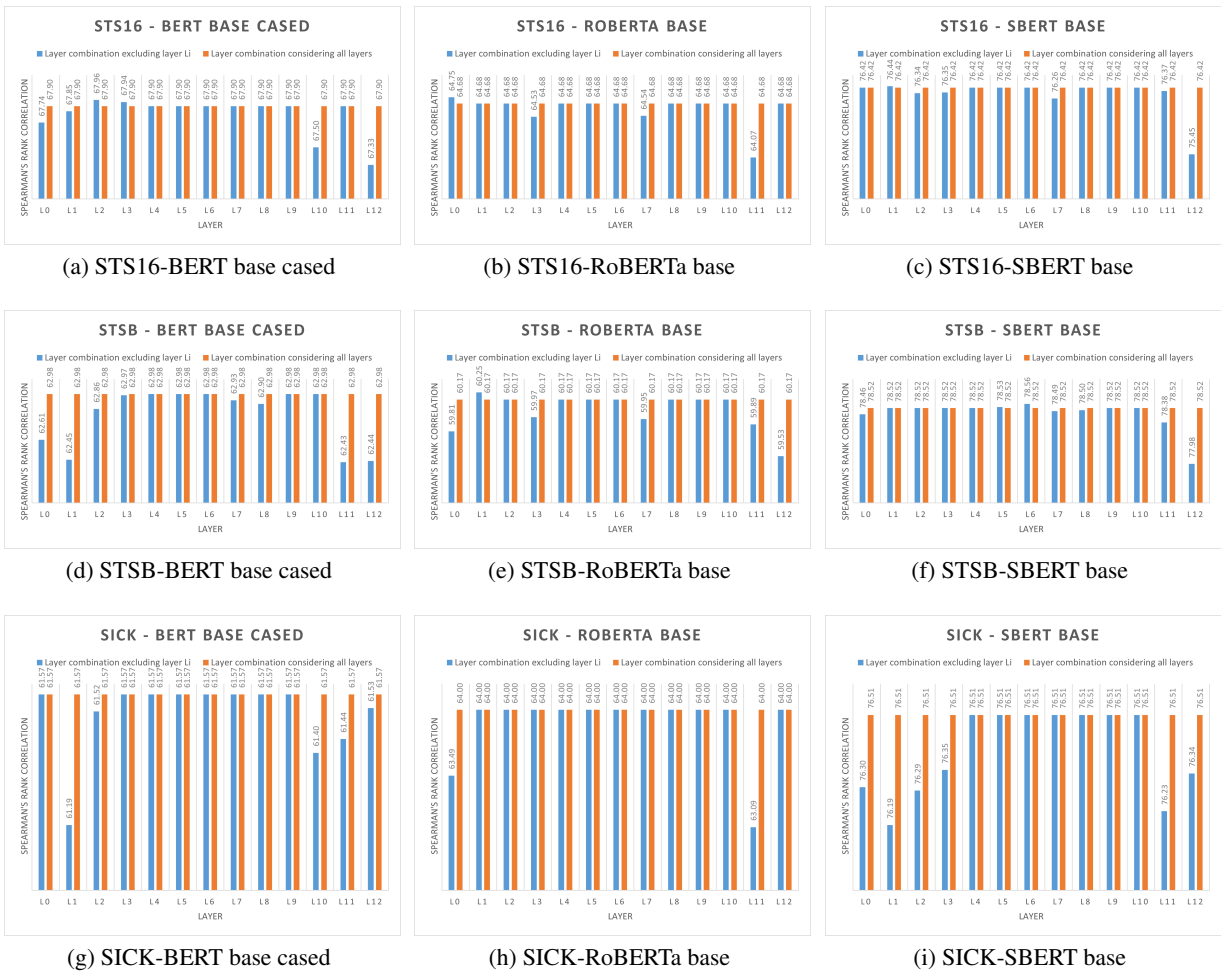 STS16 - BERT BASE CASED
Layer combination excluding layer Li Layer combination considering all layers
SPEARMAN'S RANK CORRELATION
67.74 67.90 67.85 67.90 67.96 67.90 67.94 67.90 67.90 67.90 67.90 67.90 67.90 67.90 67.90 67.90 67.90 67.90 67.90 67.90 67.50 67.90 67.90 67.90 67.33 67.90
L0 L1 L2 L3 L4 L5 L6 L7 L8 L9 L10 L11 L12
LAYER
(a) STS16-BERT base cased
STS16 - ROBERTA BASE
Layer combination excluding layer Li Layer combination considering all layers
SPEARMAN'S RANK CORRELATION
64.75 64.68 64.68 64.68 64.68 64.68 64.53 64.68 64.68 64.68 64.68 64.68 64.68 64.68 64.54 64.68 64.68 64.68 64.68 64.68 64.68 64.68 64.07 64.68 64.68 64.68
L0 L1 L2 L3 L4 L5 L6 L7 L8 L9 L10 L11 L12
LAYER
(b) STS16-RoBERTa base
STS16 - SBERT BASE
Layer combination excluding layer Li Layer combination considering all layers
SPEARMAN'S RANK CORRELATION
76.42 76.42 76.44 76.42 76.34 76.42 76.35 76.42 76.42 76.42 76.42 76.42 76.42 76.42 76.26 76.42 76.42 76.42 76.42 76.42 76.42 76.42 76.37 76.42 75.45 76.42
L0 L1 L2 L3 L4 L5 L6 L7 L8 L9 L10 L11 L12
LAYER
(c) STS16-SBERT base
STSB - BERT BASE CASED
Layer combination excluding layer Li Layer combination considering all layers
SPEARMAN'S RANK CORRELATION
62.61 62.98 62.45 62.98 62.86 62.98 62.97 62.98 62.98 62.98 62.98 62.98 62.98 62.98 62.93 62.98 62.90 62.98 62.98 62.98 62.98 62.98 62.43 62.98 62.44 62.98
L0 L1 L2 L3 L4 L5 L6 L7 L8 L9 L10 L11 L12
LAYER
(d) STSB-BERT base cased
STSB - ROBERTA BASE
Layer combination excluding layer Li Layer combination considering all layers
SPEARMAN'S RANK CORRELATION
59.81 60.17 60.25 60.17 60.17 60.17 59.97 60.17 60.17 60.17 60.17 60.17 60.17 60.17 59.95 60.17 60.17 60.17 60.17 60.17 60.17 60.17 59.89 60.17 59.53 60.17
L0 L1 L2 L3 L4 L5 L6 L7 L8 L9 L10 L11 L12
LAYER
(e) STSB-RoBERTa base
STSB - SBERT BASE
Layer combination excluding layer Li Layer combination considering all layers
SPEARMAN'S RANK CORRELATION
78.46 78.52 78.52 78.52 78.52 78.52 78.52 78.52 78.52 78.52 78.53 78.52 78.56 78.52 78.49 78.52 78.50 78.52 78.52 78.52 78.52 78.52 78.38 78.52 77.98 78.52
L0 L1 L2 L3 L4 L5 L6 L7 L8 L9 L10 L11 L12
LAYER
(f) STSB-SBERT base
SICK - BERT BASE CASED
Layer combination excluding layer Li Layer combination considering all layers
SPEARMAN'S RANK CORRELATION
61.57 61.57 61.19 61.57 61.52 61.57 61.57 61.57 61.57 61.57 61.57 61.57 61.57 61.57 61.57 61.57 61.57 61.57 61.57 61.57 61.40 61.57 61.44 61.57 61.53 61.57
L0 L1 L2 L3 L4 L5 L6 L7 L8 L9 L10 L11 L12
LAYER
(g) SICK-BERT base cased
SICK - ROBERTA BASE
Layer combination excluding layer Li Layer combination considering all layers
SPEARMAN'S RANK CORRELATION
63.49 64.00 64.00 64.00 64.00 64.00 64.00 64.00 64.00 64.00 64.00 64.00 64.00 64.00 64.00 64.00 64.00 64.00 64.00 64.00 64.00 64.00 63.09 64.00 64.00 64.00
L0 L1 L2 L3 L4 L5 L6 L7 L8 L9 L10 L11 L12
LAYER
(h) SICK-RoBERTa base
SICK - SBERT BASE
Layer combination excluding layer Li Layer combination considering all layers
SPEARMAN'S RANK CORRELATION
76.30 76.51 76.19 76.51 76.29 76.51 76.35 76.51 76.51 76.51 76.51 76.51 76.51 76.51 76.51 76.51 76.51 76.51 76.51 76.51 76.51 76.51 76.23 76.51 76.34 76.51
L0 L1 L2 L3 L4 L5 L6 L7 L8 L9 L10 L11 L12
LAYER
(i) SICK-SBERT base